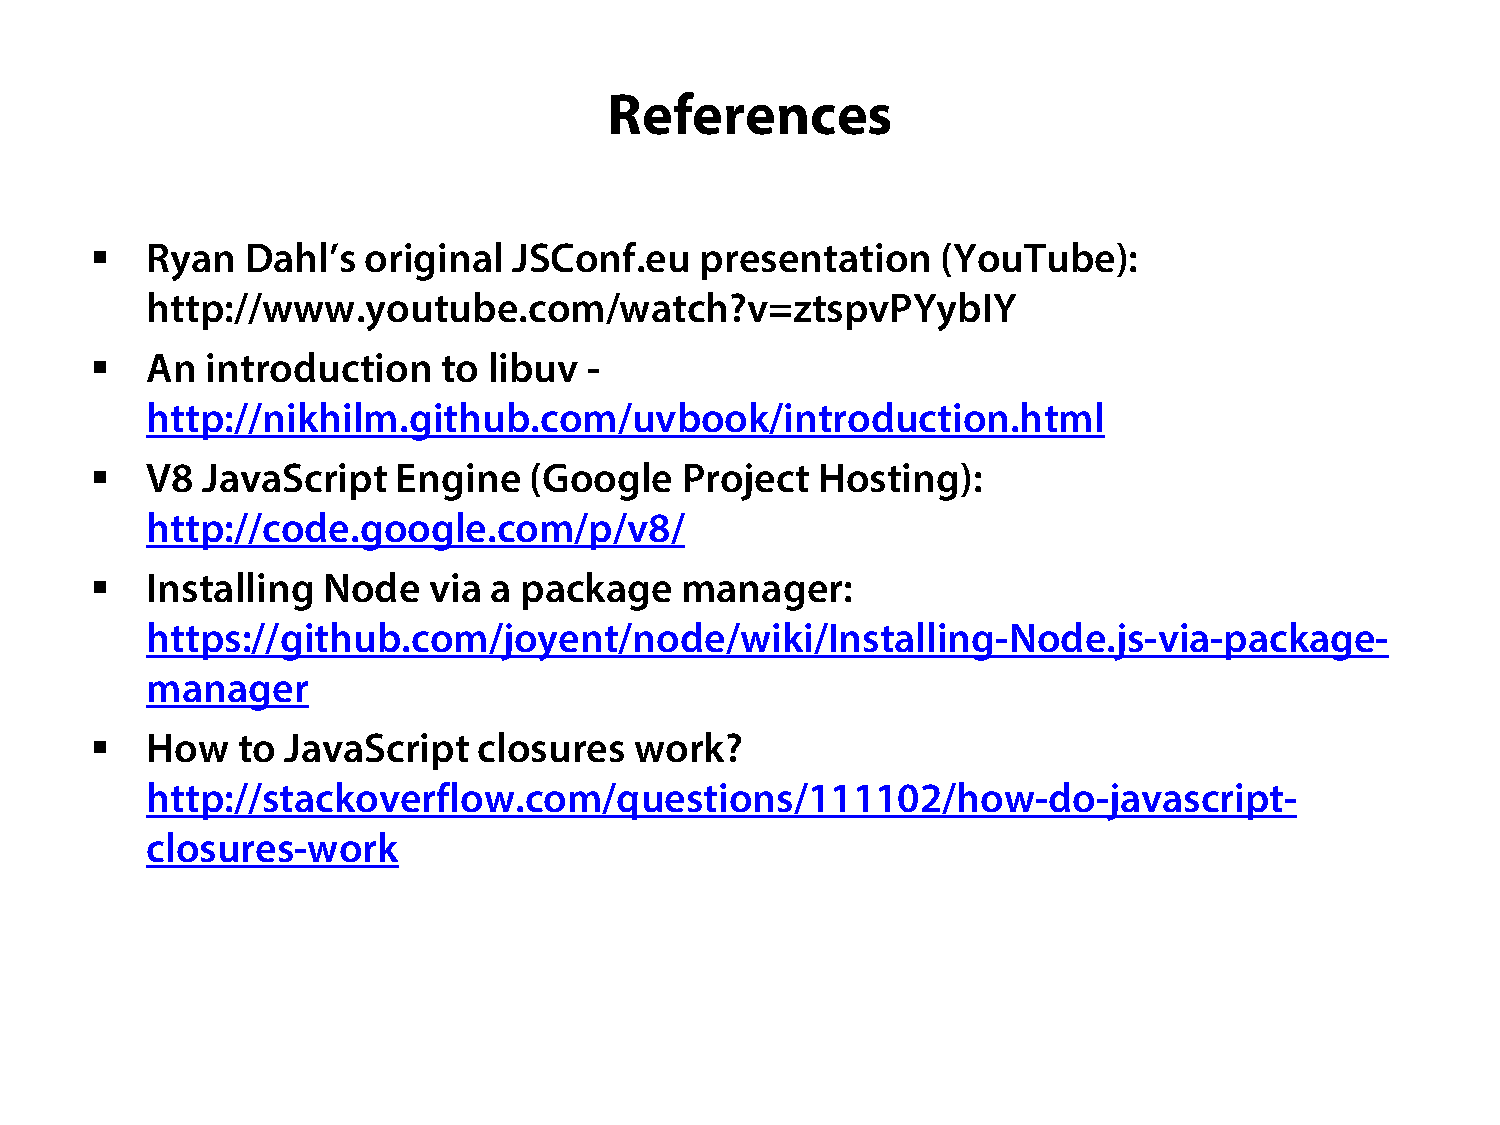 References
▪ Ryan Dahl’s original JSConf.eu presentation (YouTube):
http://www.youtube.com/watch?v=ztspvPYybIY
▪ An introduction to libuv -
http://nikhilm.github.com/uvbook/introduction.html
▪ V8 JavaScript Engine (Google Project Hosting):
http://code.google.com/p/v8/
▪ Installing Node via a package manager:
https://github.com/joyent/node/wiki/Installing-Node.js-via-package-
manager
▪ How to JavaScript closures work?
http://stackoverflow.com/questions/111102/how-do-javascript-
closures-work